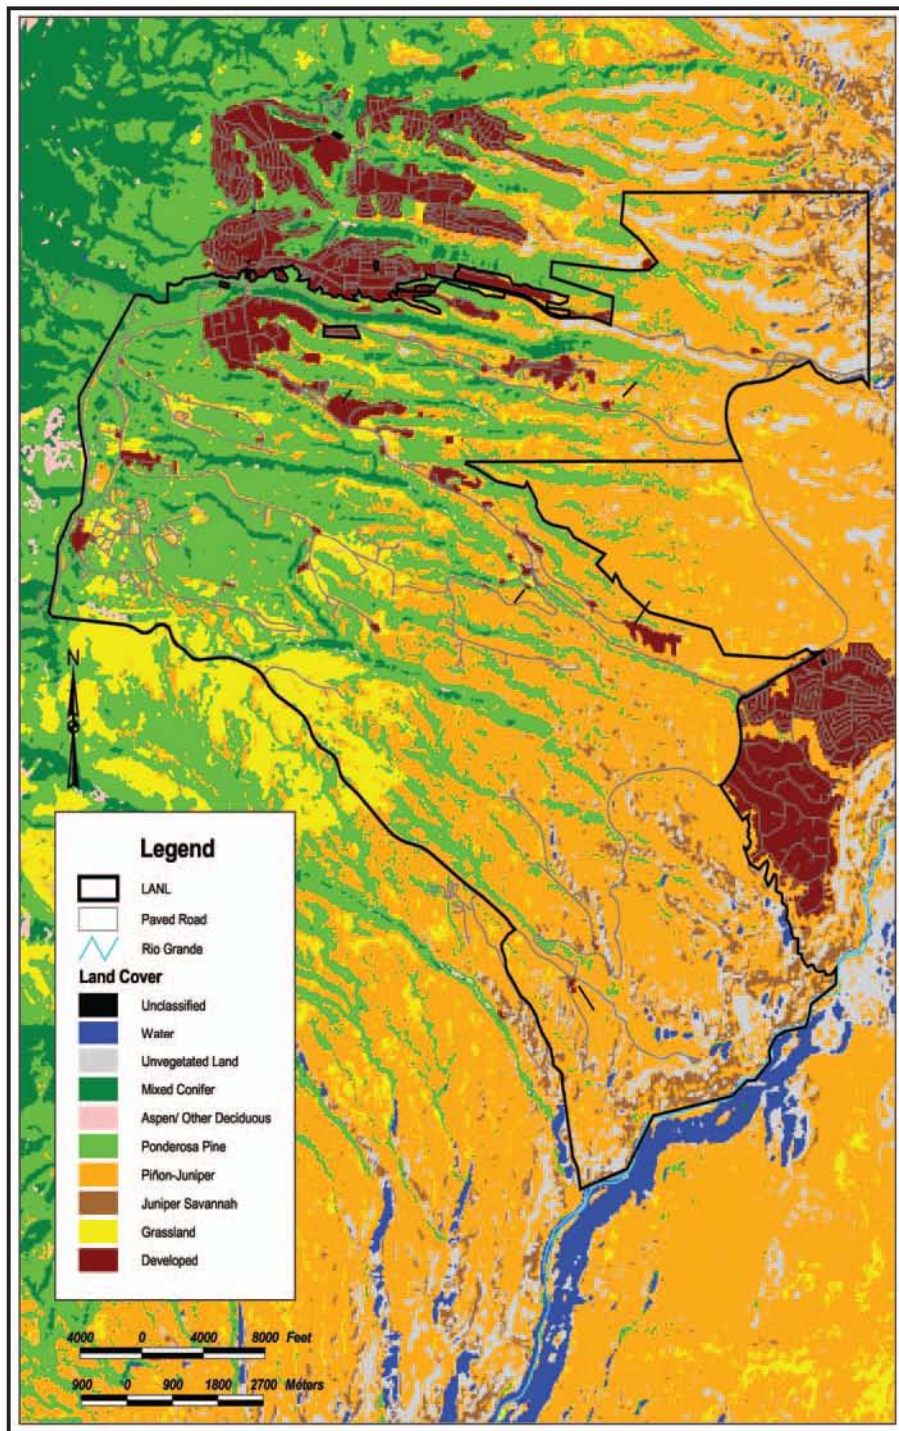 N
Legend
LANL
Paved Road
Rio Grande
Land Cover
Unclassified
Water
Unvegetated Land
Mixed Conifer
Aspen/ Other Deciduous
Ponderosa Pine
Piñon-Juniper
Juniper Savannah
Grassland
Developed
4000 0 4000 8000 Feet
900 0 900 1800 2700 Meters